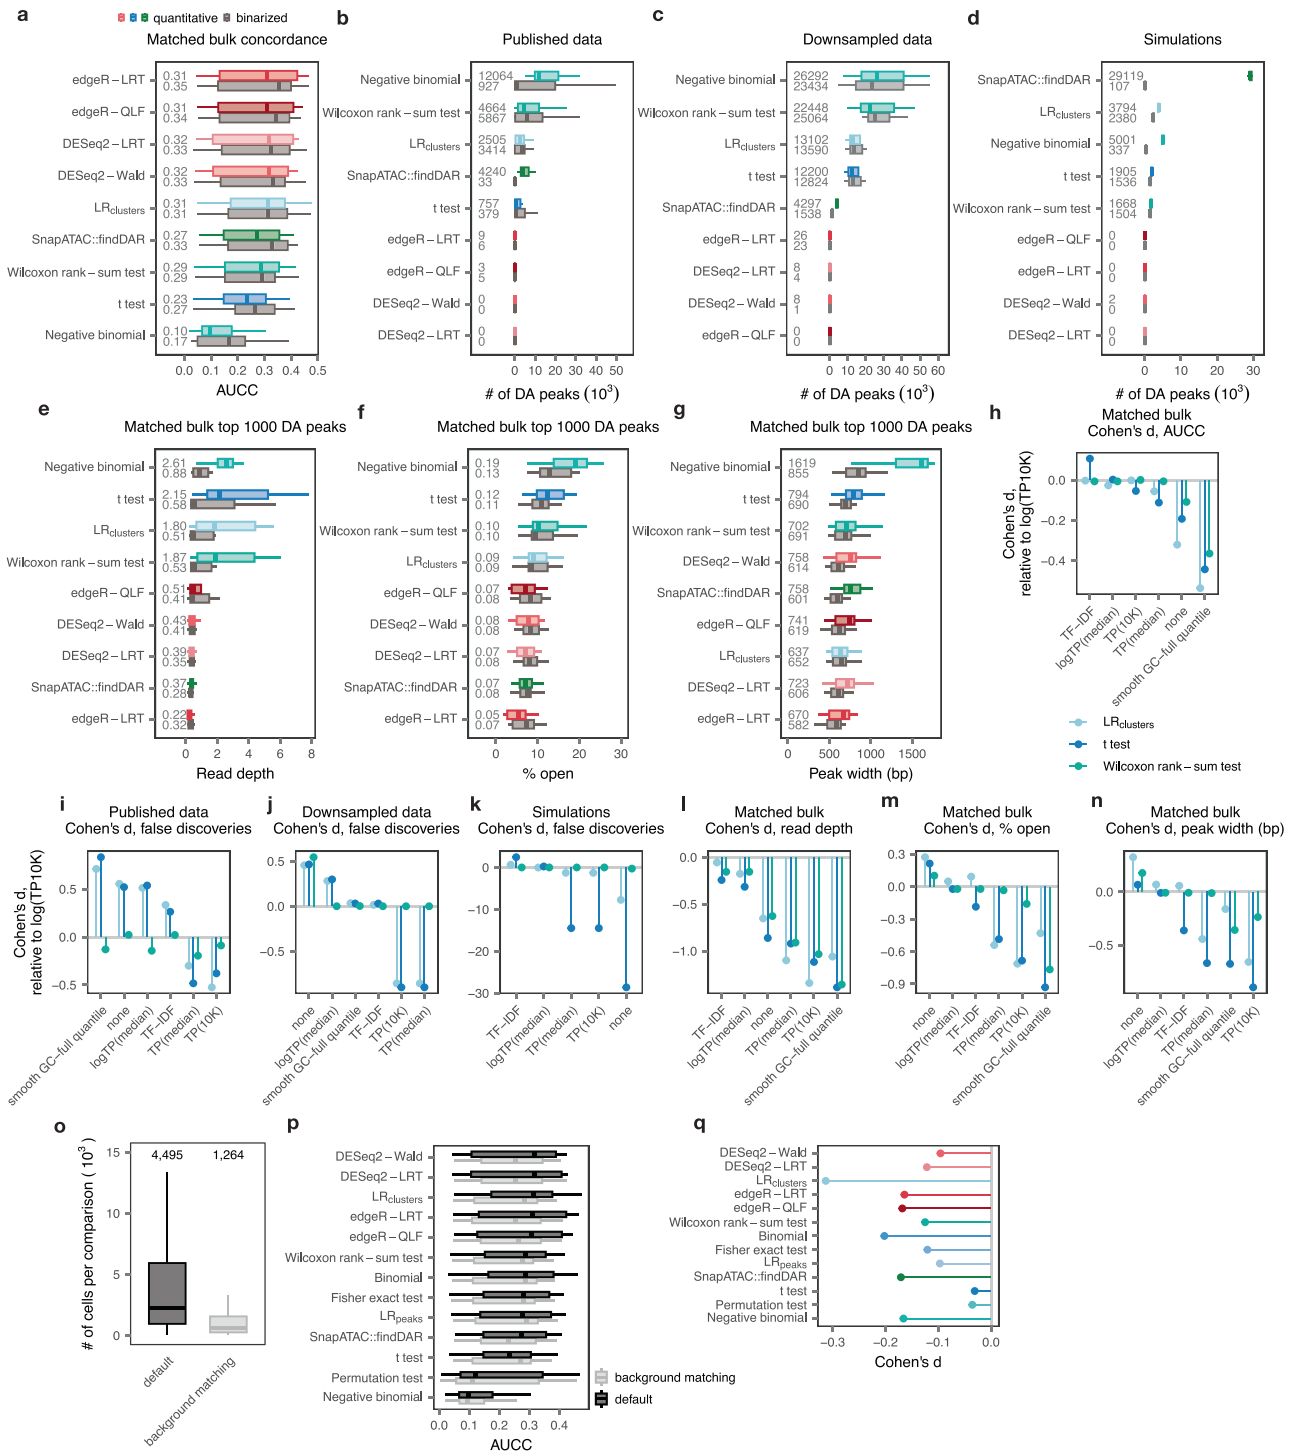 a
quantitative binarized
Matched bulk concordance
edgeR−LRT 0.31 0.35
edgeR−QLF 0.31 0.34
DESeq2−LRT 0.32 0.33
DESeq2−Wald 0.32 0.33
LRclusters 0.31 0.31
SnapATAC::findDAR 0.27 0.33
Wilcoxon rank−sum test 0.29 0.29
t test 0.23 0.27
Negative binomial 0.10 0.17
0.0 0.1 0.2 0.3 0.4 0.5
AUCC
b
Published data
Negative binomial 12064 927
Wilcoxon rank−sum test 4664 5867
LRclusters 2505 3414
SnapATAC::findDAR 4240 33
t test 757 379
edgeR−LRT 9 6
edgeR−QLF 3 5
DESeq2−Wald 0 0
DESeq2−LRT 0 0
0 10 20 30 40 50
# of DA peaks (10³)
c
Downsampled data
Negative binomial 26292 23434
Wilcoxon rank−sum test 22448 25064
LRclusters 13102 13590
t test 12200 12824
SnapATAC::findDAR 4297 1538
edgeR−LRT 26 23
DESeq2−LRT 8 4
DESeq2−Wald 8 1
edgeR−QLF 0 0
0 10 20 30 40 50 60
# of DA peaks (10³)
d
Simulations
SnapATAC::findDAR 29119 107
LRclusters 3794 2380
Negative binomial 5001 337
t test 1905 1536
Wilcoxon rank−sum test 1668 1504
edgeR−QLF 0 0
edgeR−LRT 0 0
DESeq2−Wald 2 0
DESeq2−LRT 0 0
0 10 20 30
# of DA peaks (10³)
e
Matched bulk top 1000 DA peaks
Negative binomial 2.61 0.88
t test 2.15 0.58
LRclusters 1.80 0.51
Wilcoxon rank−sum test 1.87 0.53
edgeR−QLF 0.51 0.41
DESeq2−Wald 0.43 0.41
DESeq2−LRT 0.39 0.35
SnapATAC::findDAR 0.37 0.28
edgeR−LRT 0.22 0.32
0 2 4 6 8
Read depth
f
Matched bulk top 1000 DA peaks
Negative binomial 0.19 0.13
t test 0.12 0.11
Wilcoxon rank−sum test 0.10 0.10
LRclusters 0.09 0.09
edgeR−QLF 0.07 0.08
DESeq2−Wald 0.08 0.08
DESeq2−LRT 0.07 0.08
SnapATAC::findDAR 0.07 0.08
edgeR−LRT 0.05 0.07
0 10 20 30
% open
g
Matched bulk top 1000 DA peaks
Negative binomial 1619 855
t test 794 690
Wilcoxon rank−sum test 702 691
DESeq2−Wald 758 614
SnapATAC::findDAR 758 601
edgeR−QLF 741 619
LRclusters 637 652
DESeq2−LRT 723 606
edgeR−LRT 670 582
0 500 1000 1500
Peak width (bp)
h
Matched bulk
Cohen's d, AUCC
Cohen's d,
relative to log(TP10K)
0.0
−0.2
−0.4
TF−IDF
logTP(median)
TP(10K)
TP(median)
none
smooth GC−full quantile
LRclusters
t test
Wilcoxon rank−sum test
i
Published data
Cohen's d, false discoveries
Cohen's d,
relative to log(TP10K)
0.5
0.0
−0.5
smooth GC−full quantile
none
logTP(median)
TF−IDF
TP(median)
TP(10K)
j
Downsampled data
Cohen's d, false discoveries
0.5
0.0
−0.5
none
logTP(median)
smooth GC−full quantile
TF−IDF
TP(10K)
TP(median)
k
Simulations
Cohen's d, false discoveries
0
−10
−20
−30
TF−IDF
logTP(median)
TP(median)
TP(10K)
none
l
Matched bulk
Cohen's d, read depth
0.0
−0.5
−1.0
TF−IDF
logTP(median)
none
TP(median)
TP(10K)
smooth GC−full quantile
m
Matched bulk
Cohen's d, % open
0.3
0.0
−0.3
−0.6
−0.9
none
logTP(median)
TF−IDF
TP(median)
TP(10K)
smooth GC−full quantile
n
Matched bulk
Cohen's d, peak width (bp)
0.0
−0.5
none
logTP(median)
TF−IDF
TP(median)
smooth GC−full quantile
TP(10K)
o
# of cells per comparison (10³)
15
10
5
0
4,495 1,264
default
background matching
p
DESeq2−Wald
DESeq2−LRT
LRclusters
edgeR−LRT
edgeR−QLF
Wilcoxon rank−sum test
Binomial
Fisher exact test
LRpeaks
SnapATAC::findDAR
t test
Permutation test
Negative binomial
0.0 0.1 0.2 0.3 0.4
AUCC
background matching
default
q
DESeq2−Wald
DESeq2−LRT
LRclusters
edgeR−LRT
edgeR−QLF
Wilcoxon rank−sum test
Binomial
Fisher exact test
LRpeaks
SnapATAC::findDAR
t test
Permutation test
Negative binomial
−0.3 −0.2 −0.1 0.0
Cohen's d